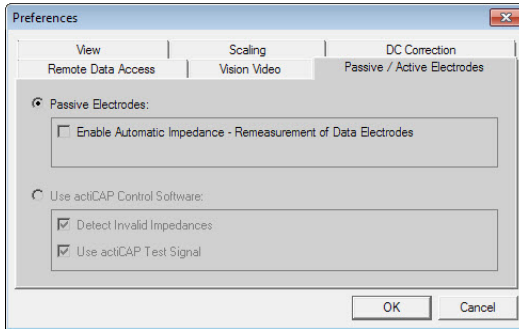 Preferences
View
Scaling
DC Correction
Remote Data Access
Vision Video
Passive / Active Electrodes
Passive Electrodes:
Enable Automatic Impedance - Remeasurement of Data Electrodes
Use actiCAP Control Software:
Detect Invalid Impedances
Use actiCAP Test Signal
OK
Cancel